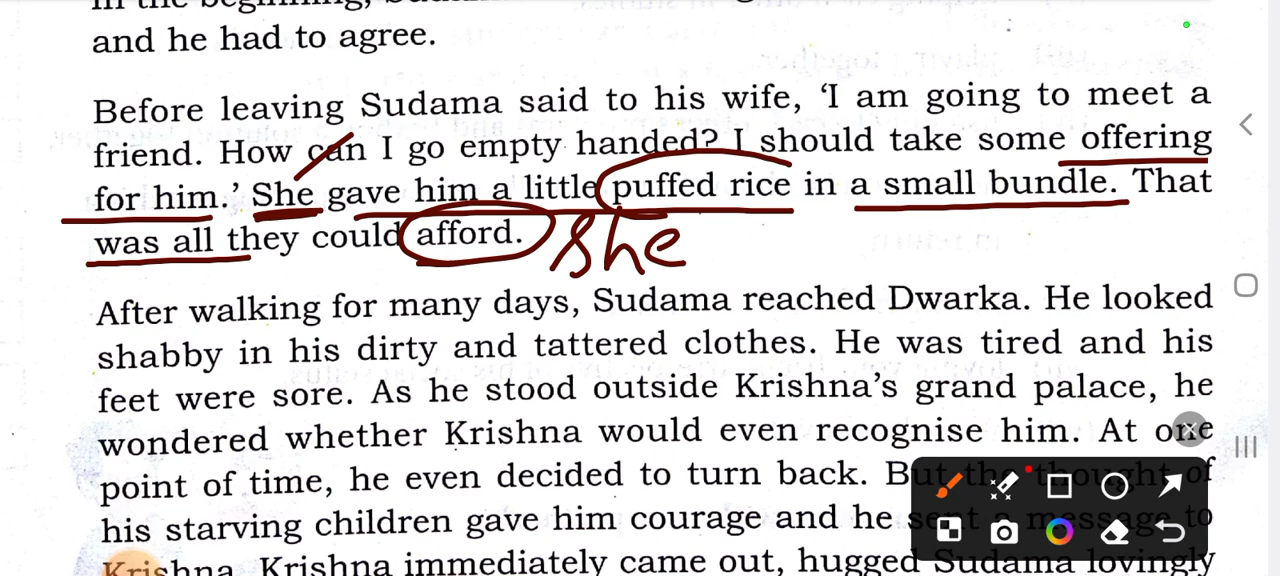 in the beginning, Sudama
and he had to agree.
Before leaving Sudama said to his wife, 'I am going to meet a
friend. How can I go empty handed? I should take some offering
for him.' She gave him a little puffed rice in a small bundle. That
was all they could afford. She
After walking for many days, Sudama reached Dwarka. He looked
shabby in his dirty and tattered clothes. He was tired and his
feet were sore. As he stood outside Krishna's grand palace, he
wondered whether Krishna would even recognise him. At one
point of time, he even decided to turn back. But the thought of
his starving children gave him courage and he sent a message to
Krishna. Krishna immediately came out, hugged Sudama lovingly